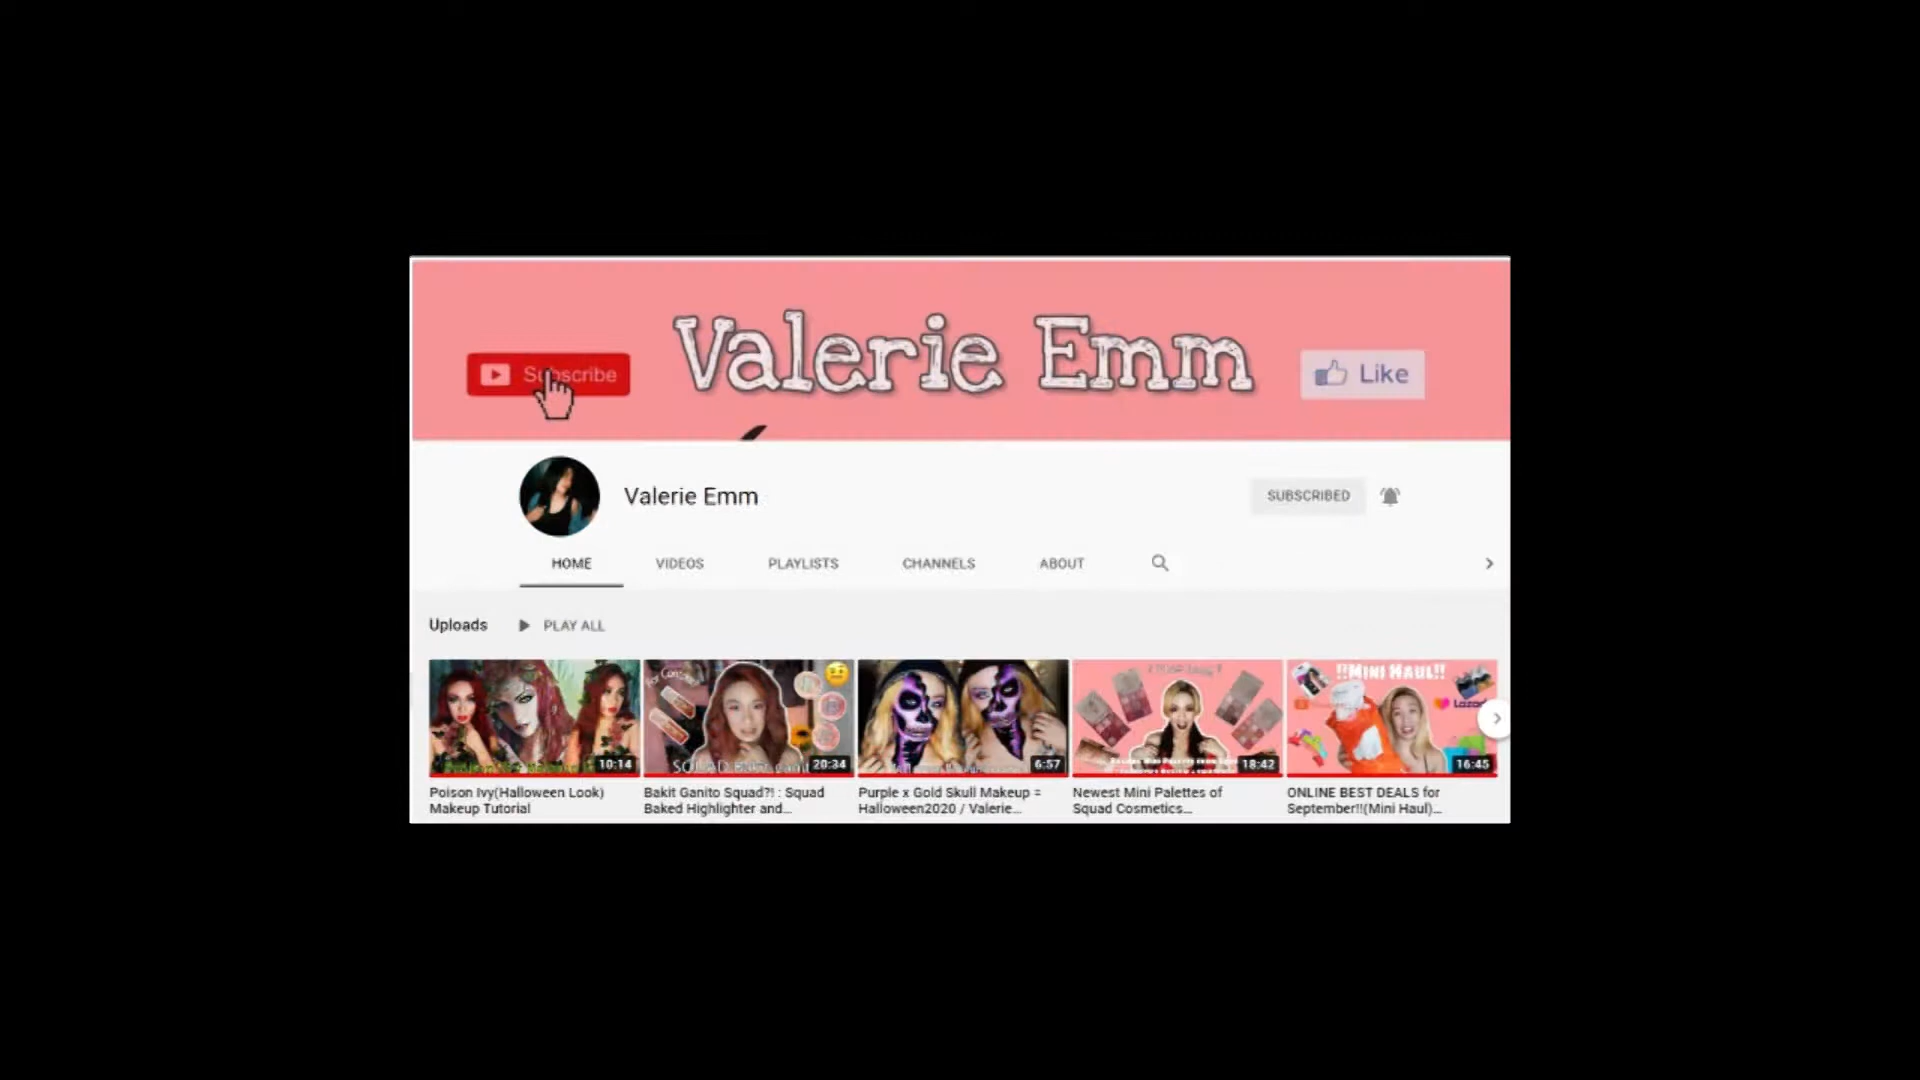 Valerie Emm
Subscribe
Like
Valerie Emm
SUBSCRIBED
HOME VIDEOS PLAYLISTS CHANNELS ABOUT
Uploads PLAY ALL
!!MINI HAUL!!
10:14
20:34
6:57
18:42
16:45
Poison Ivy(Halloween Look)
Makeup Tutorial
Bakit Ganito Squad?! : Squad
Baked Highlighter and...
Purple x Gold Skull Makeup =
Halloween2020 / Valerie...
Newest Mini Palettes of
Squad Cosmetics...
ONLINE BEST DEALS for
September!!(Mini Haul)...